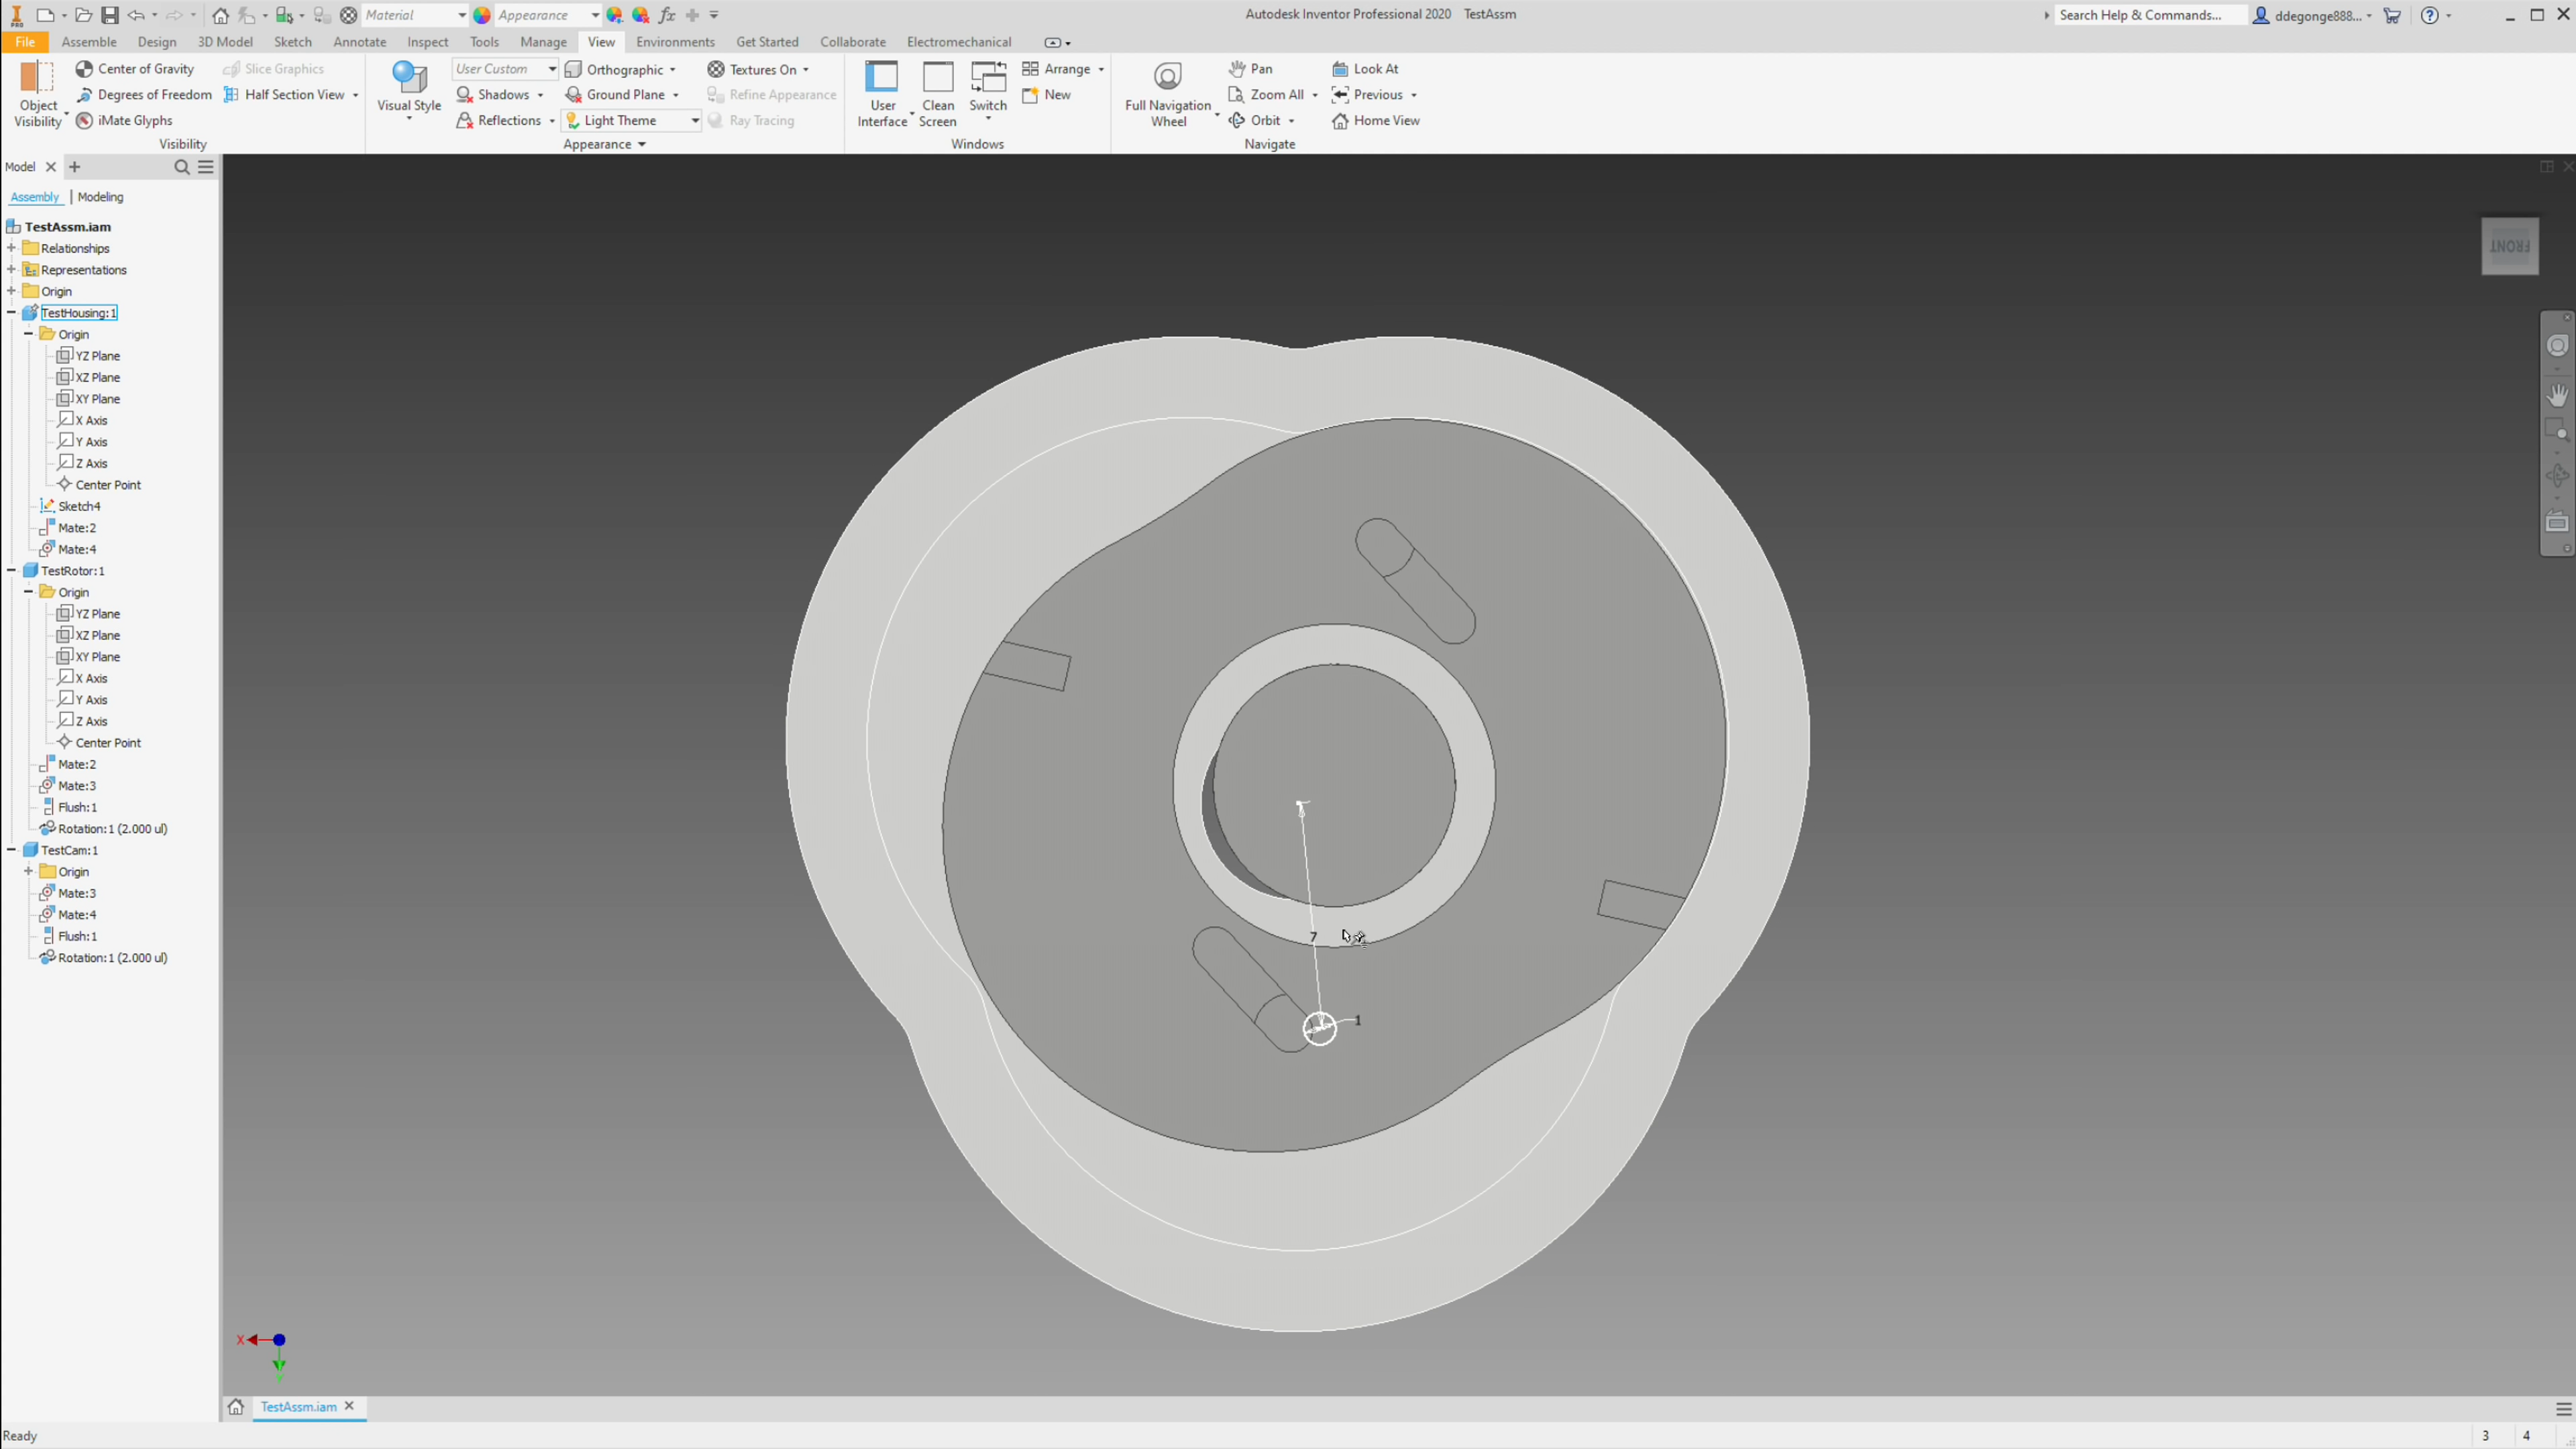 Material
Appearance
fx
Autodesk Inventor Professional 2020 TestAssm
Search Help & Commands...
ddegonge888...
File Assemble Design 3D Model Sketch Annotate Inspect Tools Manage View Environments Get Started Collaborate Electromechanical
Object Visibility
Center of Gravity
Degrees of Freedom
iMate Glyphs
Slice Graphics
Half Section View
Visibility
Visual Style
User Custom
Shadows
Reflections
Orthographic
Ground Plane
Light Theme
Textures On
Refine Appearance
Ray Tracing
Appearance
User Interface
Clean Screen
Switch
Arrange
New
Windows
Full Navigation Wheel
Pan
Zoom All
Orbit
Look At
Previous
Home View
Navigate
Model
Assembly | Modeling
TestAssm.iam
Relationships
Representations
Origin
TestHousing:1
Origin
YZ Plane
XZ Plane
XY Plane
X Axis
Y Axis
Z Axis
Center Point
Sketch4
Mate:2
Mate:4
TestRotor:1
Origin
YZ Plane
XZ Plane
XY Plane
X Axis
Y Axis
Z Axis
Center Point
Mate:2
Mate:3
Flush:1
Rotation:1 (2.000 ul)
TestCam:1
Origin
Mate:3
Mate:4
Flush:1
Rotation:1 (2.000 ul)
FRONT
7
1
X
TestAssm.iam
Ready
3 4